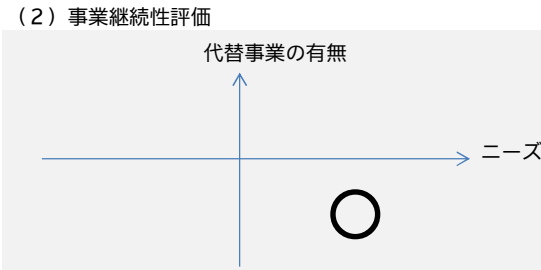 （２）事業継続性評価
代替事業の有無
ニーズ